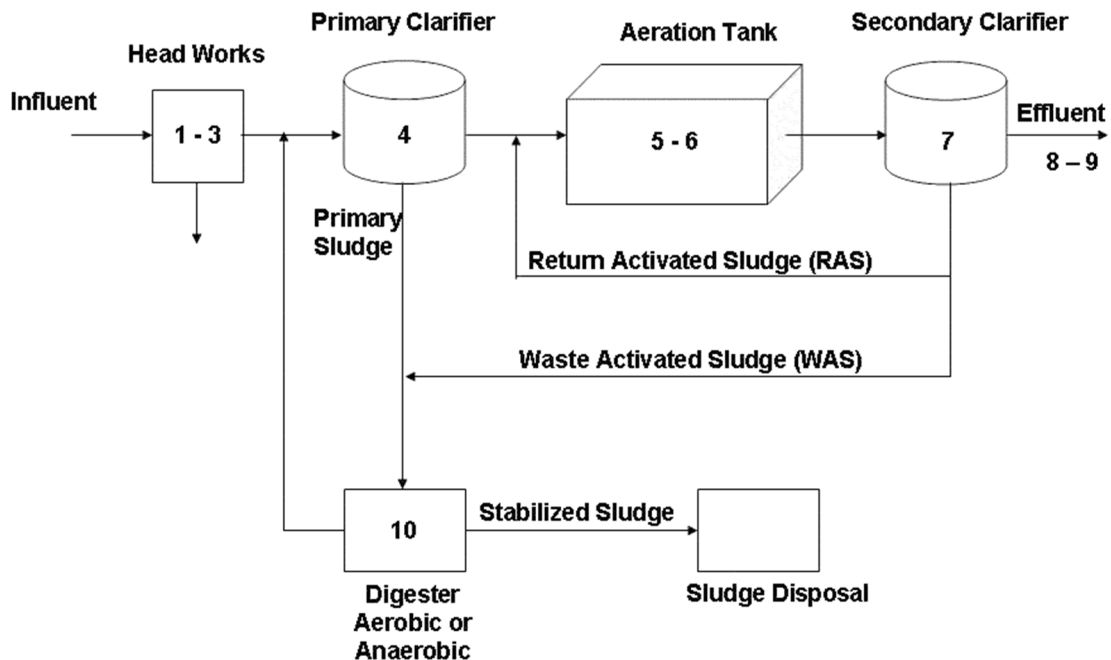 Primary Clarifier
Aeration Tank
Secondary Clarifier
Head Works
Influent
Effluent
1 - 3
4
5 - 6
7
8 – 9
Primary
Sludge
Return Activated Sludge (RAS)
Waste Activated Sludge (WAS)
Stabilized Sludge
10
Digester
Aerobic or
Anaerobic
Sludge Disposal